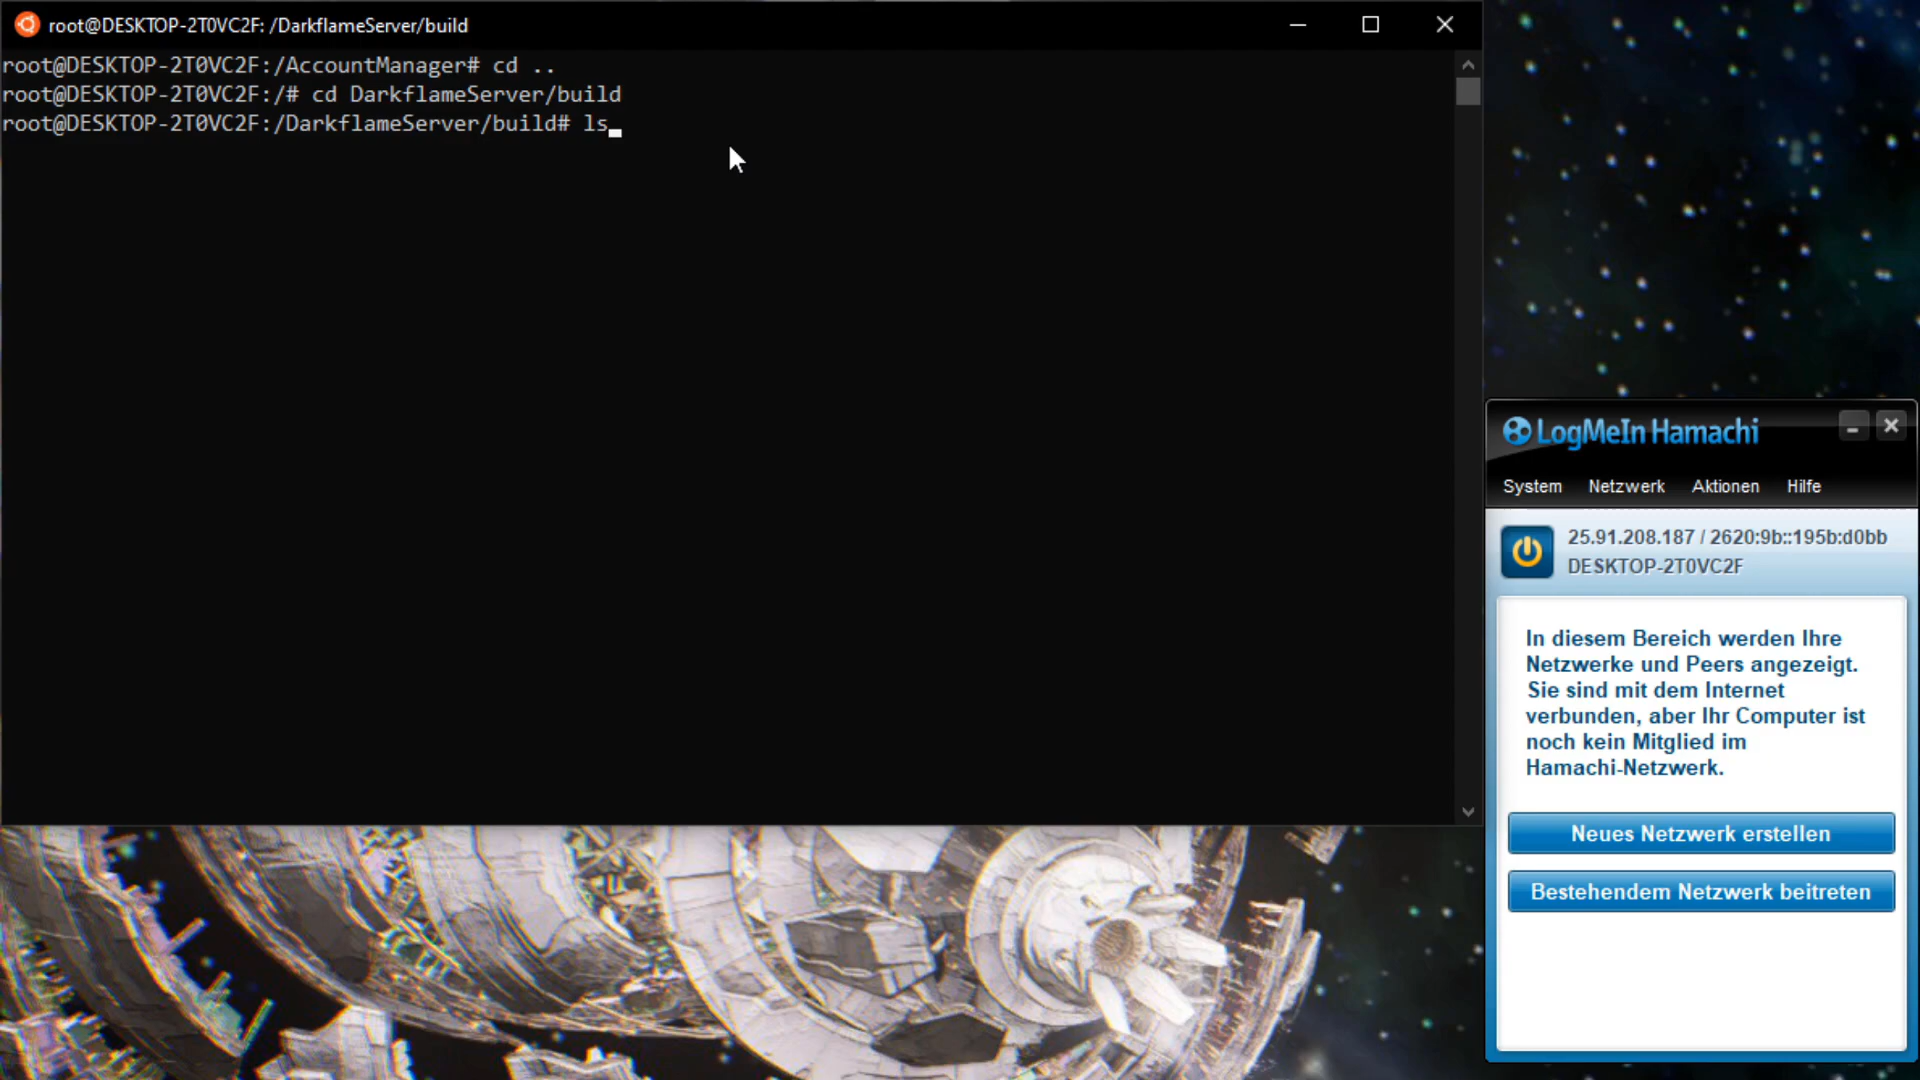 root@DESKTOP-2T0VC2F: /DarkflameServer/build
root@DESKTOP-2T0VC2F:/AccountManager# cd ..
root@DESKTOP-2T0VC2F:/# cd DarkflameServer/build
root@DESKTOP-2T0VC2F:/DarkflameServer/build# ls
LogMeIn Hamachi
System Netzwerk Aktionen Hilfe
25.91.208.187 / 2620:9b::195b:d0bb
DESKTOP-2T0VC2F
In diesem Bereich werden Ihre
Netzwerke und Peers angezeigt.
Sie sind mit dem Internet
verbunden, aber Ihr Computer ist
noch kein Mitglied im
Hamachi-Netzwerk.
Neues Netzwerk erstellen
Bestehendem Netzwerk beitreten